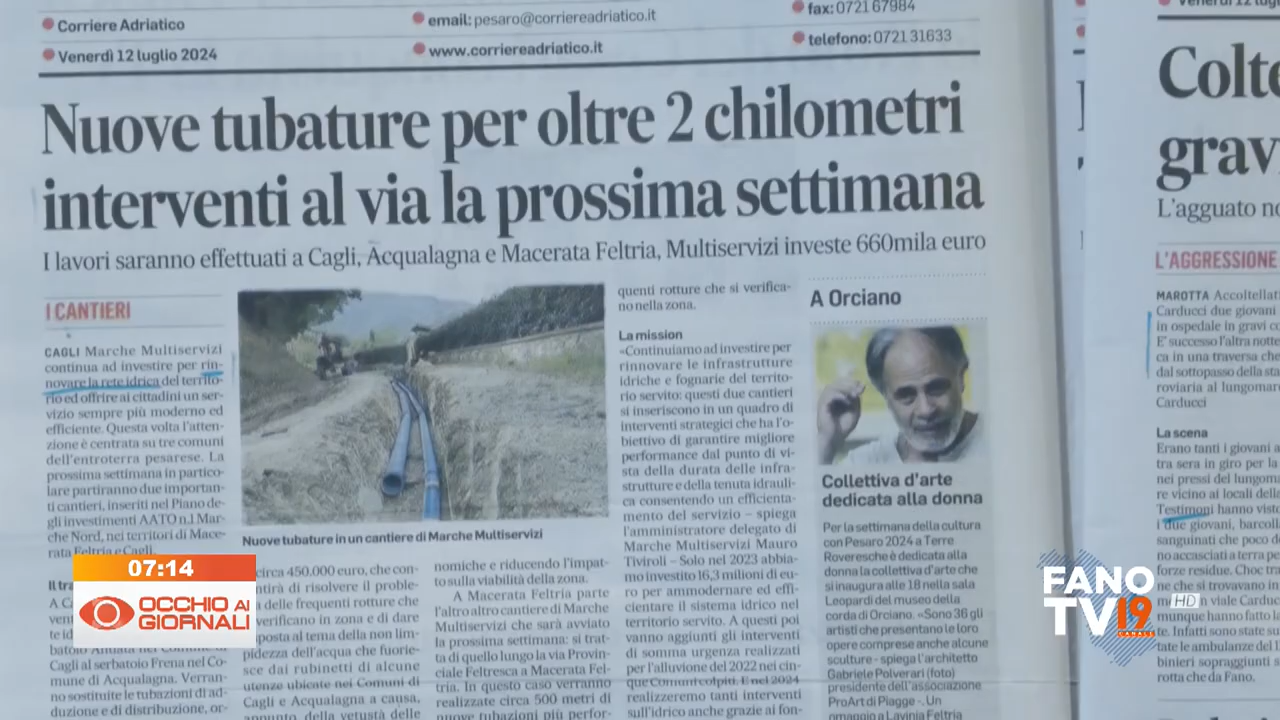 Corriere Adriatico
Venerdì 12 luglio 2024
email: pesaro@corriereadriatico.it
www.corriereadriatico.it
fax: 0721 67984
telefono: 0721 31633
Nuove tubature per oltre 2 chilometri
interventi al via la prossima settimana
I lavori saranno effettuati a Cagli, Acqualagna e Macerata Feltria, Multiservizi investe 660mila euro
I CANTIERI
CAGLI Marche Multiservizi
continua ad investire per rin-
novare la rete idrica del territo-
rio ed offrire ai cittadini un ser-
vizio sempre più moderno ed
efficiente. Questa volta l'atten-
zione è centrata su tre comuni
dell'entroterra pesarese. La
prossima settimana in partico-
lare partiranno due importan-
ti cantieri, inseriti nel Piano de-
gli investimenti AATO n.1 Mar-
che Nord, nei territori di Mace-
rata Feltria e Cagli.
Cagli al serbatoio Frena nel Co-
mune di Acqualagna. Verran-
no sostituite le tubazioni di ad-
duzione e di distribuzione, or-
Nuove tubature in un cantiere di Marche Multiservizi
circa 450.000 euro, che con-
tirà di risolvere il proble-
delle frequenti rotture che
verificano in zona e di dare
posta al tema della non lim-
pidezza dell'acqua che fuorie-
sce dai rubinetti di alcune
utenze ubicate nei Comuni di
Cagli e Acqualagna a causa,
appunto, della vetustà delle
nomiche e riducendo l'impat-
to sulla viabilità della zona.
A Macerata Feltria parte
l'altro altro cantiere di Marche
Multiservizi che sarà avviato
la prossima settimana: si trat-
ta di quello lungo la via Provin-
ciale Feltresca a Macerata Fel-
tria. In questo caso verranno
realizzate circa 500 metri di
nuove tubazioni più perfor-
quenti rotture che si verifica-
no nella zona.
La mission
«Continuiamo ad investire per
rinnovare le infrastrutture
idriche e fognarie del territo-
rio servito: questi due cantieri
si inseriscono in un quadro di
interventi strategici che ha l'o-
biettivo di garantire migliore
performance dal punto di vi-
sta della durata delle infra-
strutture e della tenuta idrauli-
ca consentendo un efficienta-
mento del servizio – spiega
l'amministratore delegato di
Marche Multiservizi Mauro
Tiviroli – Solo nel 2023 abbia-
mo investito 16,3 milioni di eu-
ro per ammodernare ed effi-
cientare il sistema idrico nel
territorio servito. A questi poi
vanno aggiunti gli interventi
di somma urgenza realizzati
per l'alluvione del 2022 nei cin-
que Comuni colpiti. E nel 2024
realizzeremo tanti interventi
sull'idrico anche grazie ai fon-
A Orciano
Collettiva d'arte
dedicata alla donna
Per la settimana della cultura
con Pesaro 2024 a Terre
Roveresche è dedicata alla
donna la collettiva d'arte che
si inaugura alle 18 nella sala
Leopardi del museo della
corda di Orciano. «Sono 36 gli
artisti che presentano le loro
opere comprese anche alcune
sculture - spiega l'architetto
Gabriele Polverari (foto)
presidente dell'associazione
ProArt di Piagge -. Un
omaggio a Lavinia Feltria
Colte
grav
L'agguato no
L'AGGRESSIONE
MAROTTA Accoltellati
Carducci due giovani
in ospedale in gravi c
E' successo l'altra notte
ca in una traversa che
dal sottopasso della sta
roviaria al lungomar
Carducci
La scena
Erano tanti i giovani a
tra sera in giro per la
nei pressi del lungomu
re vicino ai locali della
Testimoni hanno visto
i due giovani, barcoll
sanguinati che poco d
no accasciati a terra pe
forze residue. Choc tra
ne che si trovavano in
n viale Carduc
munque hanno fatto la
te. Infatti sono state su
tate le ambulanze del 1
binieri sopraggiunti s
rotta che da Fano.
07:14
OCCHIO AI
GIORNALI
FANO
TV19
CANALE
HD